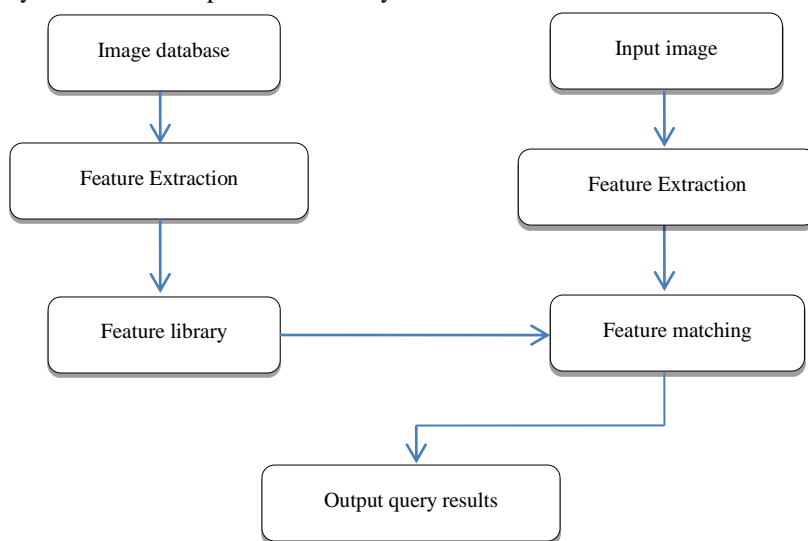 Image database
Input image
Feature Extraction
Feature Extraction
Feature library
Feature matching
Output query results